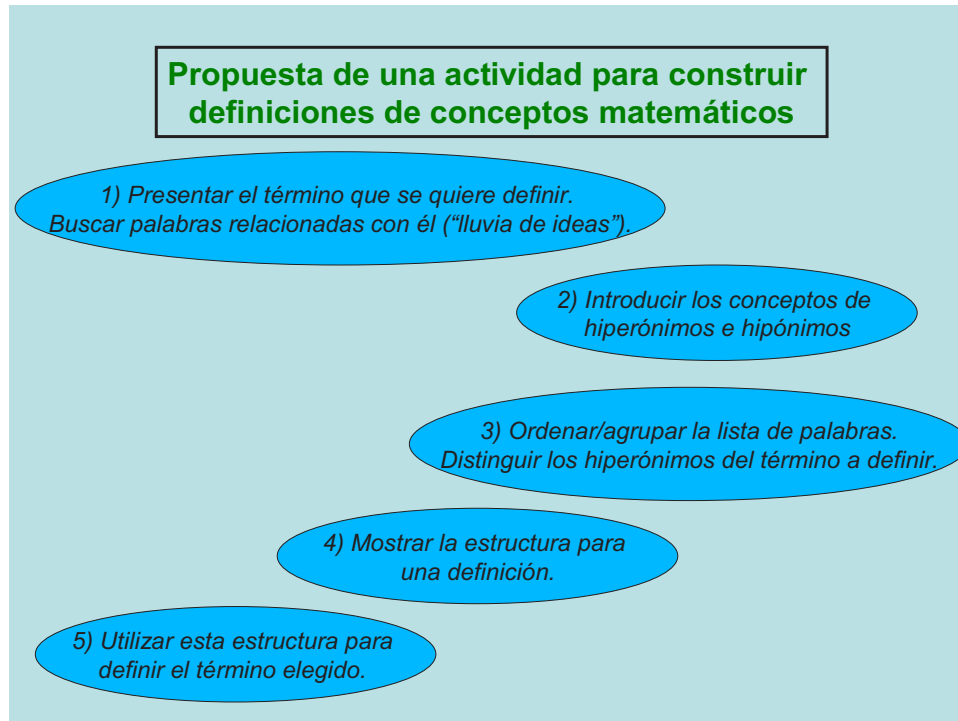 Propuesta de una actividad para construir
definiciones de conceptos matemáticos
1) Presentar el término que se quiere definir.
Buscar palabras relacionadas con él (“lluvia de ideas”).
2) Introducir los conceptos de
hiperónimos e hipónimos
3) Ordenar/agrupar la lista de palabras.
Distinguir los hiperónimos del término a definir.
4) Mostrar la estructura para
una definición.
5) Utilizar esta estructura para
definir el término elegido.